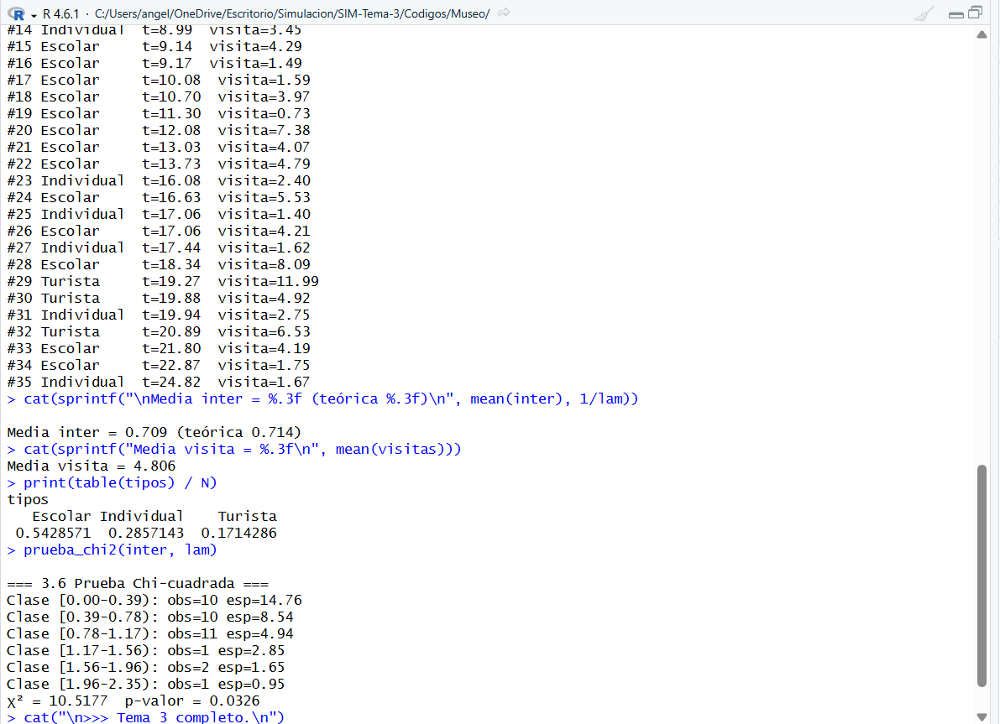 R 4.6.1 · C:/Users/angel/OneDrive/Escritorio/Simulacion/SIM-Tema-3/Codigos/Museo/
#14 Individual  t=8.99  visita=3.45
#15 Escolar     t=9.14  visita=4.29
#16 Escolar     t=9.17  visita=1.49
#17 Escolar     t=10.08  visita=1.59
#18 Escolar     t=10.70  visita=3.97
#19 Escolar     t=11.30  visita=0.73
#20 Escolar     t=12.08  visita=7.38
#21 Escolar     t=13.03  visita=4.07
#22 Escolar     t=13.73  visita=4.79
#23 Individual  t=16.08  visita=2.40
#24 Escolar     t=16.63  visita=5.53
#25 Individual  t=17.06  visita=1.40
#26 Escolar     t=17.06  visita=4.21
#27 Individual  t=17.44  visita=1.62
#28 Escolar     t=18.34  visita=8.09
#29 Turista     t=19.27  visita=11.99
#30 Turista     t=19.88  visita=4.92
#31 Individual  t=19.94  visita=2.75
#32 Turista     t=20.89  visita=6.53
#33 Escolar     t=21.80  visita=4.19
#34 Escolar     t=22.87  visita=1.75
#35 Individual  t=24.82  visita=1.67
> cat(sprintf("\nMedia inter = %.3f (teórica %.3f)\n", mean(inter), 1/lam))
Media inter = 0.709 (teórica 0.714)
> cat(sprintf("Media visita = %.3f\n", mean(visitas)))
Media visita = 4.806
> print(table(tipos) / N)
tipos
   Escolar Individual    Turista
 0.5428571  0.2857143  0.1714286
> prueba_chi2(inter, lam)
=== 3.6 Prueba Chi-cuadrada ===
Clase [0.00-0.39): obs=10 esp=14.76
Clase [0.39-0.78): obs=10 esp=8.54
Clase [0.78-1.17): obs=11 esp=4.94
Clase [1.17-1.56): obs=1 esp=2.85
Clase [1.56-1.96): obs=2 esp=1.65
Clase [1.96-2.35): obs=1 esp=0.95
χ² = 10.5177  p-valor = 0.0326
> cat("\n>>> Tema 3 completo.\n")